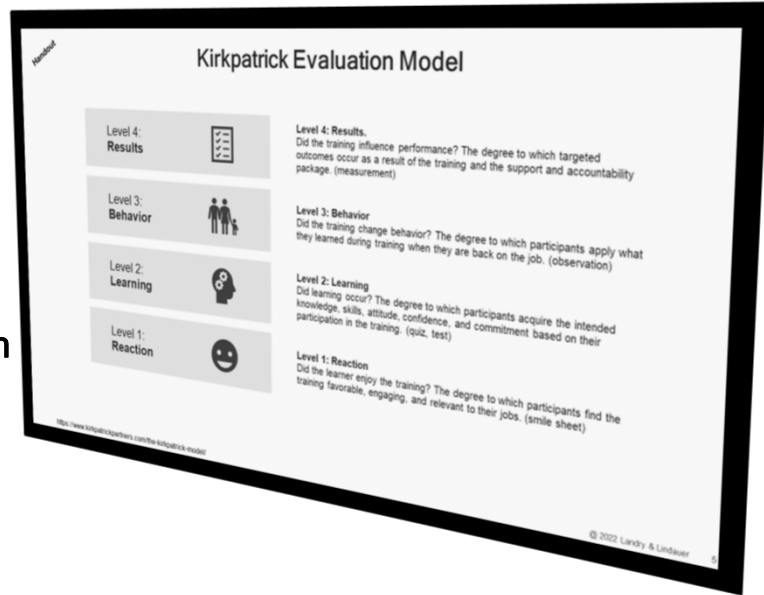 Handout
Kirkpatrick Evaluation Model
Level 4:
Results
Level 4: Results.
Did the training influence performance? The degree to which targeted
outcomes occur as a result of the training and the support and accountability
package. (measurement)
Level 3:
Behavior
Level 3: Behavior
Did the training change behavior? The degree to which participants apply what
they learned during training when they are back on the job. (observation)
Level 2:
Learning
Level 2: Learning
Did learning occur? The degree to which participants acquire the intended
knowledge, skills, attitude, confidence, and commitment based on their
participation in the training. (quiz, test)
n
Level 1:
Reaction
Level 1: Reaction
Did the learner enjoy the training? The degree to which participants find the
training favorable, engaging, and relevant to their jobs. (smile sheet)
https://www.kirkpatrickpartners.com/the-kirkpatrick-model/
@ 2022 Landry & Lindauer
5